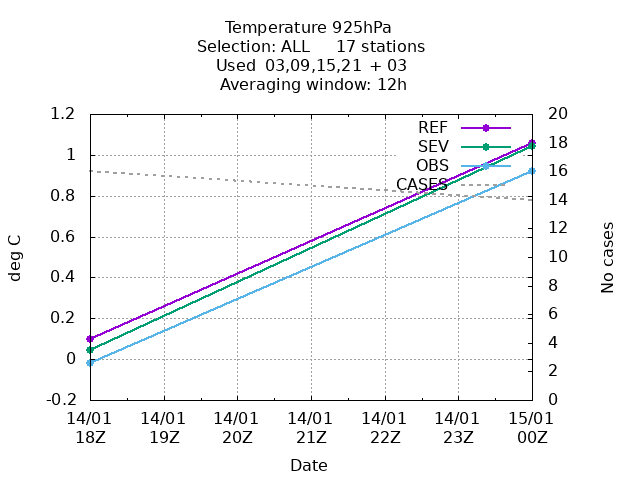 Temperature 925hPa
Selection: ALL 17 stations
Used 03,09,15,21 + 03
Averaging window: 12h
1.2
1
0.8
0.6
0.4
0.2
0
-0.2
deg C
REF
SEV
OBS
CASES
20
18
16
14
12
10
8
6
4
2
0
No cases
14/01 14/01 14/01 14/01 14/01 14/01 15/01
18Z 19Z 20Z 21Z 22Z 23Z 00Z
Date